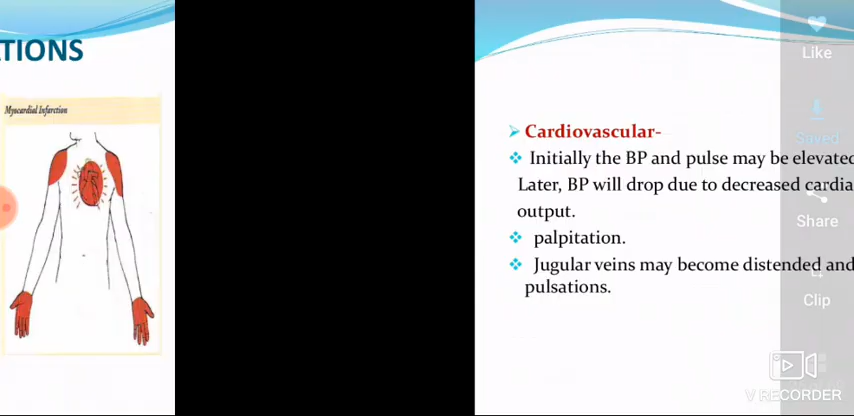 TIONS
Myocardial Infarction
Cardiovascular-
Initially the BP and pulse may be elevated
Later, BP will drop due to decreased cardia
output.
palpitation.
Jugular veins may become distended and
pulsations.
Like
Saved
Share
Clip
V RECORDER